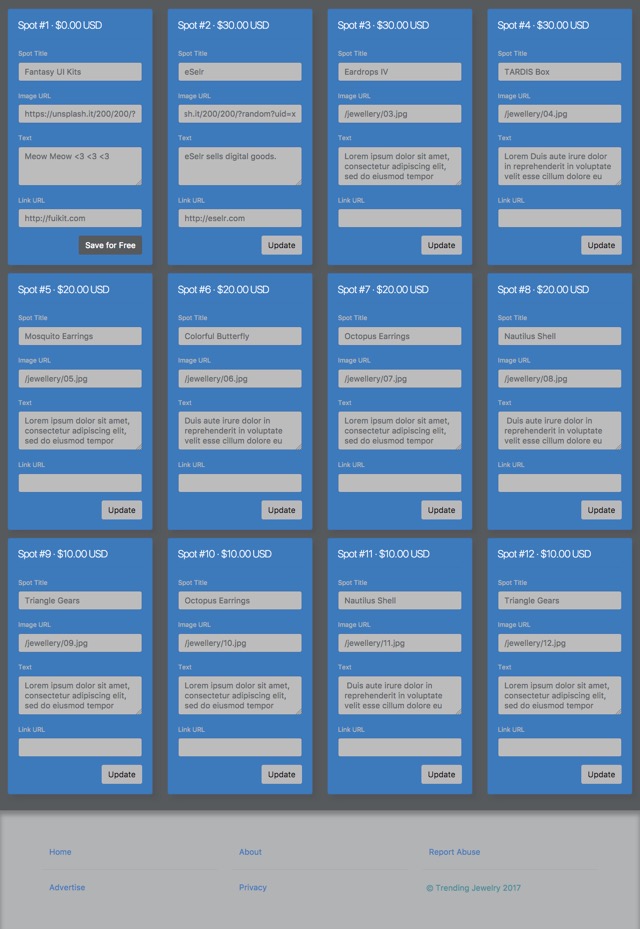 Spot #1 · $0.00 USD
Spot Title
Fantasy UI Kits
Image URL
https://unsplash.it/200/200/?
Text
Meow Meow <3 <3 <3
Link URL
http://fuikit.com
Save for Free
Spot #2 · $30.00 USD
Spot Title
eSelr
Image URL
sh.it/200/200/?random?uid=x
Text
eSelr sells digital goods.
Link URL
http://eselr.com
Update
Spot #3 · $30.00 USD
Spot Title
Eardrops IV
Image URL
/jewellery/03.jpg
Text
Lorem ipsum dolor sit amet,
consectetur adipiscing elit,
sed do eiusmod tempor
Link URL
Update
Spot #4 · $30.00 USD
Spot Title
TARDIS Box
Image URL
/jewellery/04.jpg
Text
Lorem Duis aute irure dolor
in reprehenderit in voluptate
velit esse cillum dolore eu
Link URL
Update
Spot #5 · $20.00 USD
Spot Title
Mosquito Earrings
Image URL
/jewellery/05.jpg
Text
Lorem ipsum dolor sit amet,
consectetur adipiscing elit,
sed do eiusmod tempor
Link URL
Update
Spot #6 · $20.00 USD
Spot Title
Colorful Butterfly
Image URL
/jewellery/06.jpg
Text
Duis aute irure dolor in
reprehenderit in voluptate
velit esse cillum dolore eu
Link URL
Update
Spot #7 · $20.00 USD
Spot Title
Octopus Earrings
Image URL
/jewellery/07.jpg
Text
Lorem ipsum dolor sit amet,
consectetur adipiscing elit,
sed do eiusmod tempor
Link URL
Update
Spot #8 · $20.00 USD
Spot Title
Nautilus Shell
Image URL
/jewellery/08.jpg
Text
Duis aute irure dolor in
reprehenderit in voluptate
velit esse cillum dolore eu
Link URL
Update
Spot #9 · $10.00 USD
Spot Title
Triangle Gears
Image URL
/jewellery/09.jpg
Text
Lorem ipsum dolor sit amet,
consectetur adipiscing elit,
sed do eiusmod tempor
Link URL
Update
Spot #10 · $10.00 USD
Spot Title
Octopus Earrings
Image URL
/jewellery/10.jpg
Text
Lorem ipsum dolor sit amet,
consectetur adipiscing elit,
sed do eiusmod tempor
Link URL
Update
Spot #11 · $10.00 USD
Spot Title
Nautilus Shell
Image URL
/jewellery/11.jpg
Text
Duis aute irure dolor in
reprehenderit in voluptate
velit esse cillum dolore eu
Link URL
Update
Spot #12 · $10.00 USD
Spot Title
Triangle Gears
Image URL
/jewellery/12.jpg
Text
Lorem ipsum dolor sit amet,
consectetur adipiscing elit,
sed do eiusmod tempor
Link URL
Update
Home
About
Report Abuse
Advertise
Privacy
© Trending Jewelry 2017